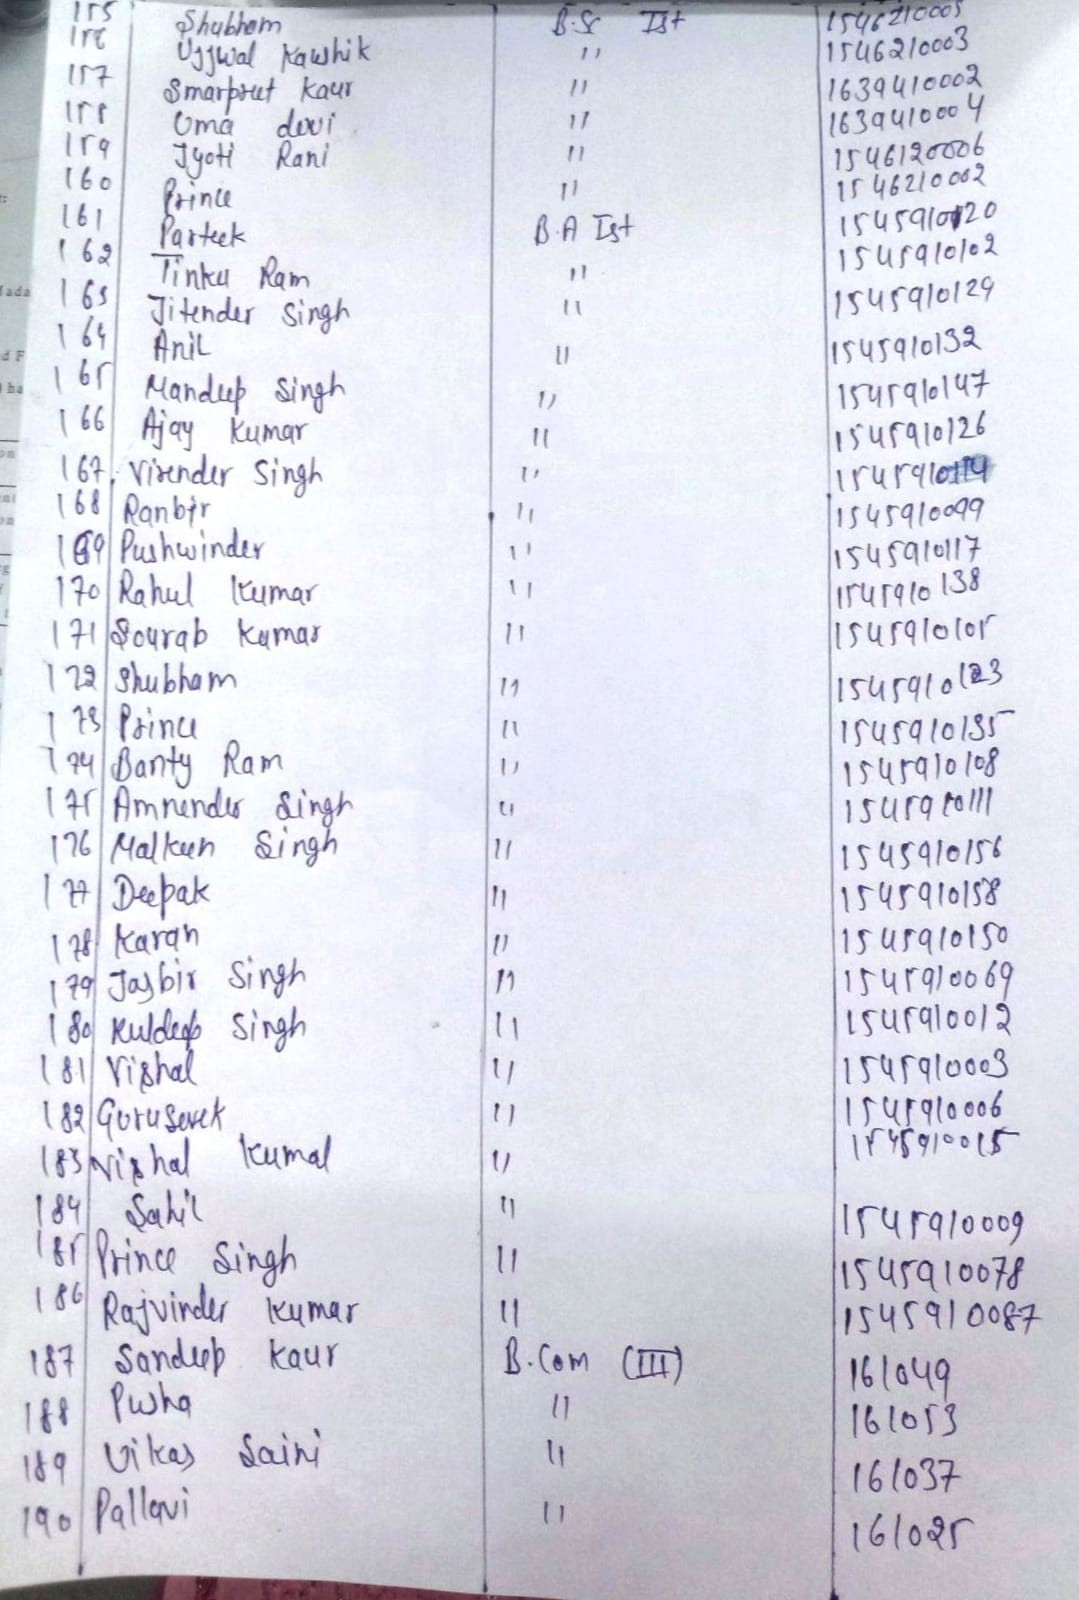 155 Shubham B.Sc Ist 1546210005
156 Ujjwal Kaushik " 1546210003
157 Smarpreet Kaur " 1639410002
158 Uma devi " 1639410004
159 Jyoti Rani " 1546120006
160 Prince " 1546210002
161 Parteek B.A Ist 1545910120
162 Tinku Ram " 1545910102
163 Jitender Singh " 1545910129
164 Anil " 1545910132
165 Mandeep Singh " 1545910147
166 Ajay Kumar " 1545910126
167 Virender Singh "
168 Ranbir " 1545910099
169 Pushwinder " 1545910117
170 Rahul Kumar " 1545910138
171 Sourab Kumar " 1545910105
172 Shubham " 1545910123
173 Prince " 1545910135
174 Banty Ram " 1545910108
175 Amnender Singh " 1545910111
176 Malkeen Singh " 1545910156
177 Deepak " 1545910158
178 Karan " 1545910150
179 Jasbir Singh " 1545910069
180 Kuldeep Singh " 1545910012
181 Vishal " 1545910003
182 Gurusevek " 1545910006
183 Vishal Kumal " 1545910015
184 Sahil " 1545910009
185 Prince Singh " 1545910078
186 Rajvinder Kumar " 1545910087
187 Sandeep Kaur B.Com (III) 161049
188 " 161053
189 Vikas Saini " 161037
190 Pallavi " 161025